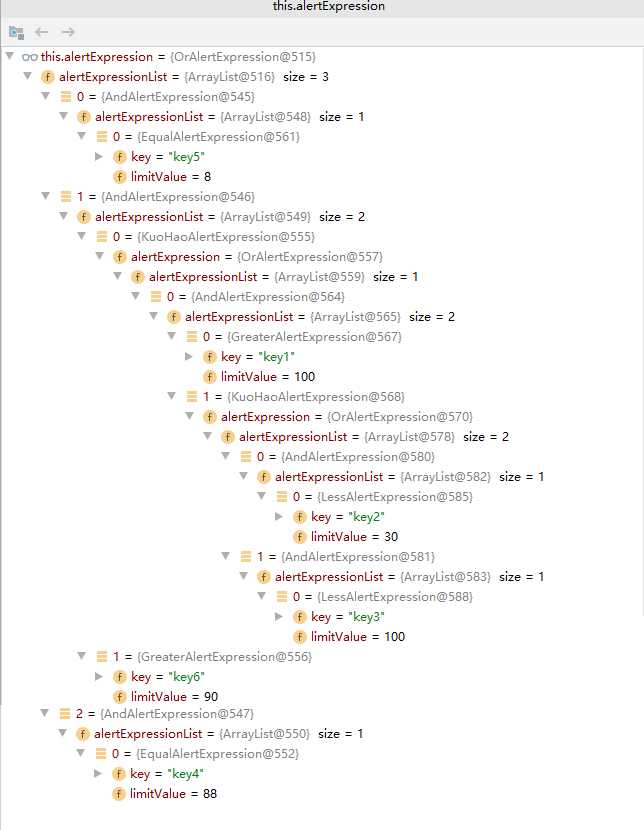 this.alertExpression
this.alertExpression = {OrAlertExpression@515}
f alertExpressionList = {ArrayList@516} size = 3
0 = {AndAlertExpression@545}
f alertExpressionList = {ArrayList@548} size = 1
0 = {EqualAlertExpression@561}
f key = "key5"
f limitValue = 8
1 = {AndAlertExpression@546}
f alertExpressionList = {ArrayList@549} size = 2
0 = {KuoHaoAlertExpression@555}
f alertExpression = {OrAlertExpression@557}
f alertExpressionList = {ArrayList@559} size = 1
0 = {AndAlertExpression@564}
f alertExpressionList = {ArrayList@565} size = 2
0 = {GreaterAlertExpression@567}
f key = "key1"
f limitValue = 100
1 = {KuoHaoAlertExpression@568}
f alertExpression = {OrAlertExpression@570}
f alertExpressionList = {ArrayList@578} size = 2
0 = {AndAlertExpression@580}
f alertExpressionList = {ArrayList@582} size = 1
0 = {LessAlertExpression@585}
f key = "key2"
f limitValue = 30
1 = {AndAlertExpression@581}
f alertExpressionList = {ArrayList@583} size = 1
0 = {LessAlertExpression@588}
f key = "key3"
f limitValue = 100
1 = {GreaterAlertExpression@556}
f key = "key6"
f limitValue = 90
2 = {AndAlertExpression@547}
f alertExpressionList = {ArrayList@550} size = 1
0 = {EqualAlertExpression@552}
f key = "key4"
f limitValue = 88